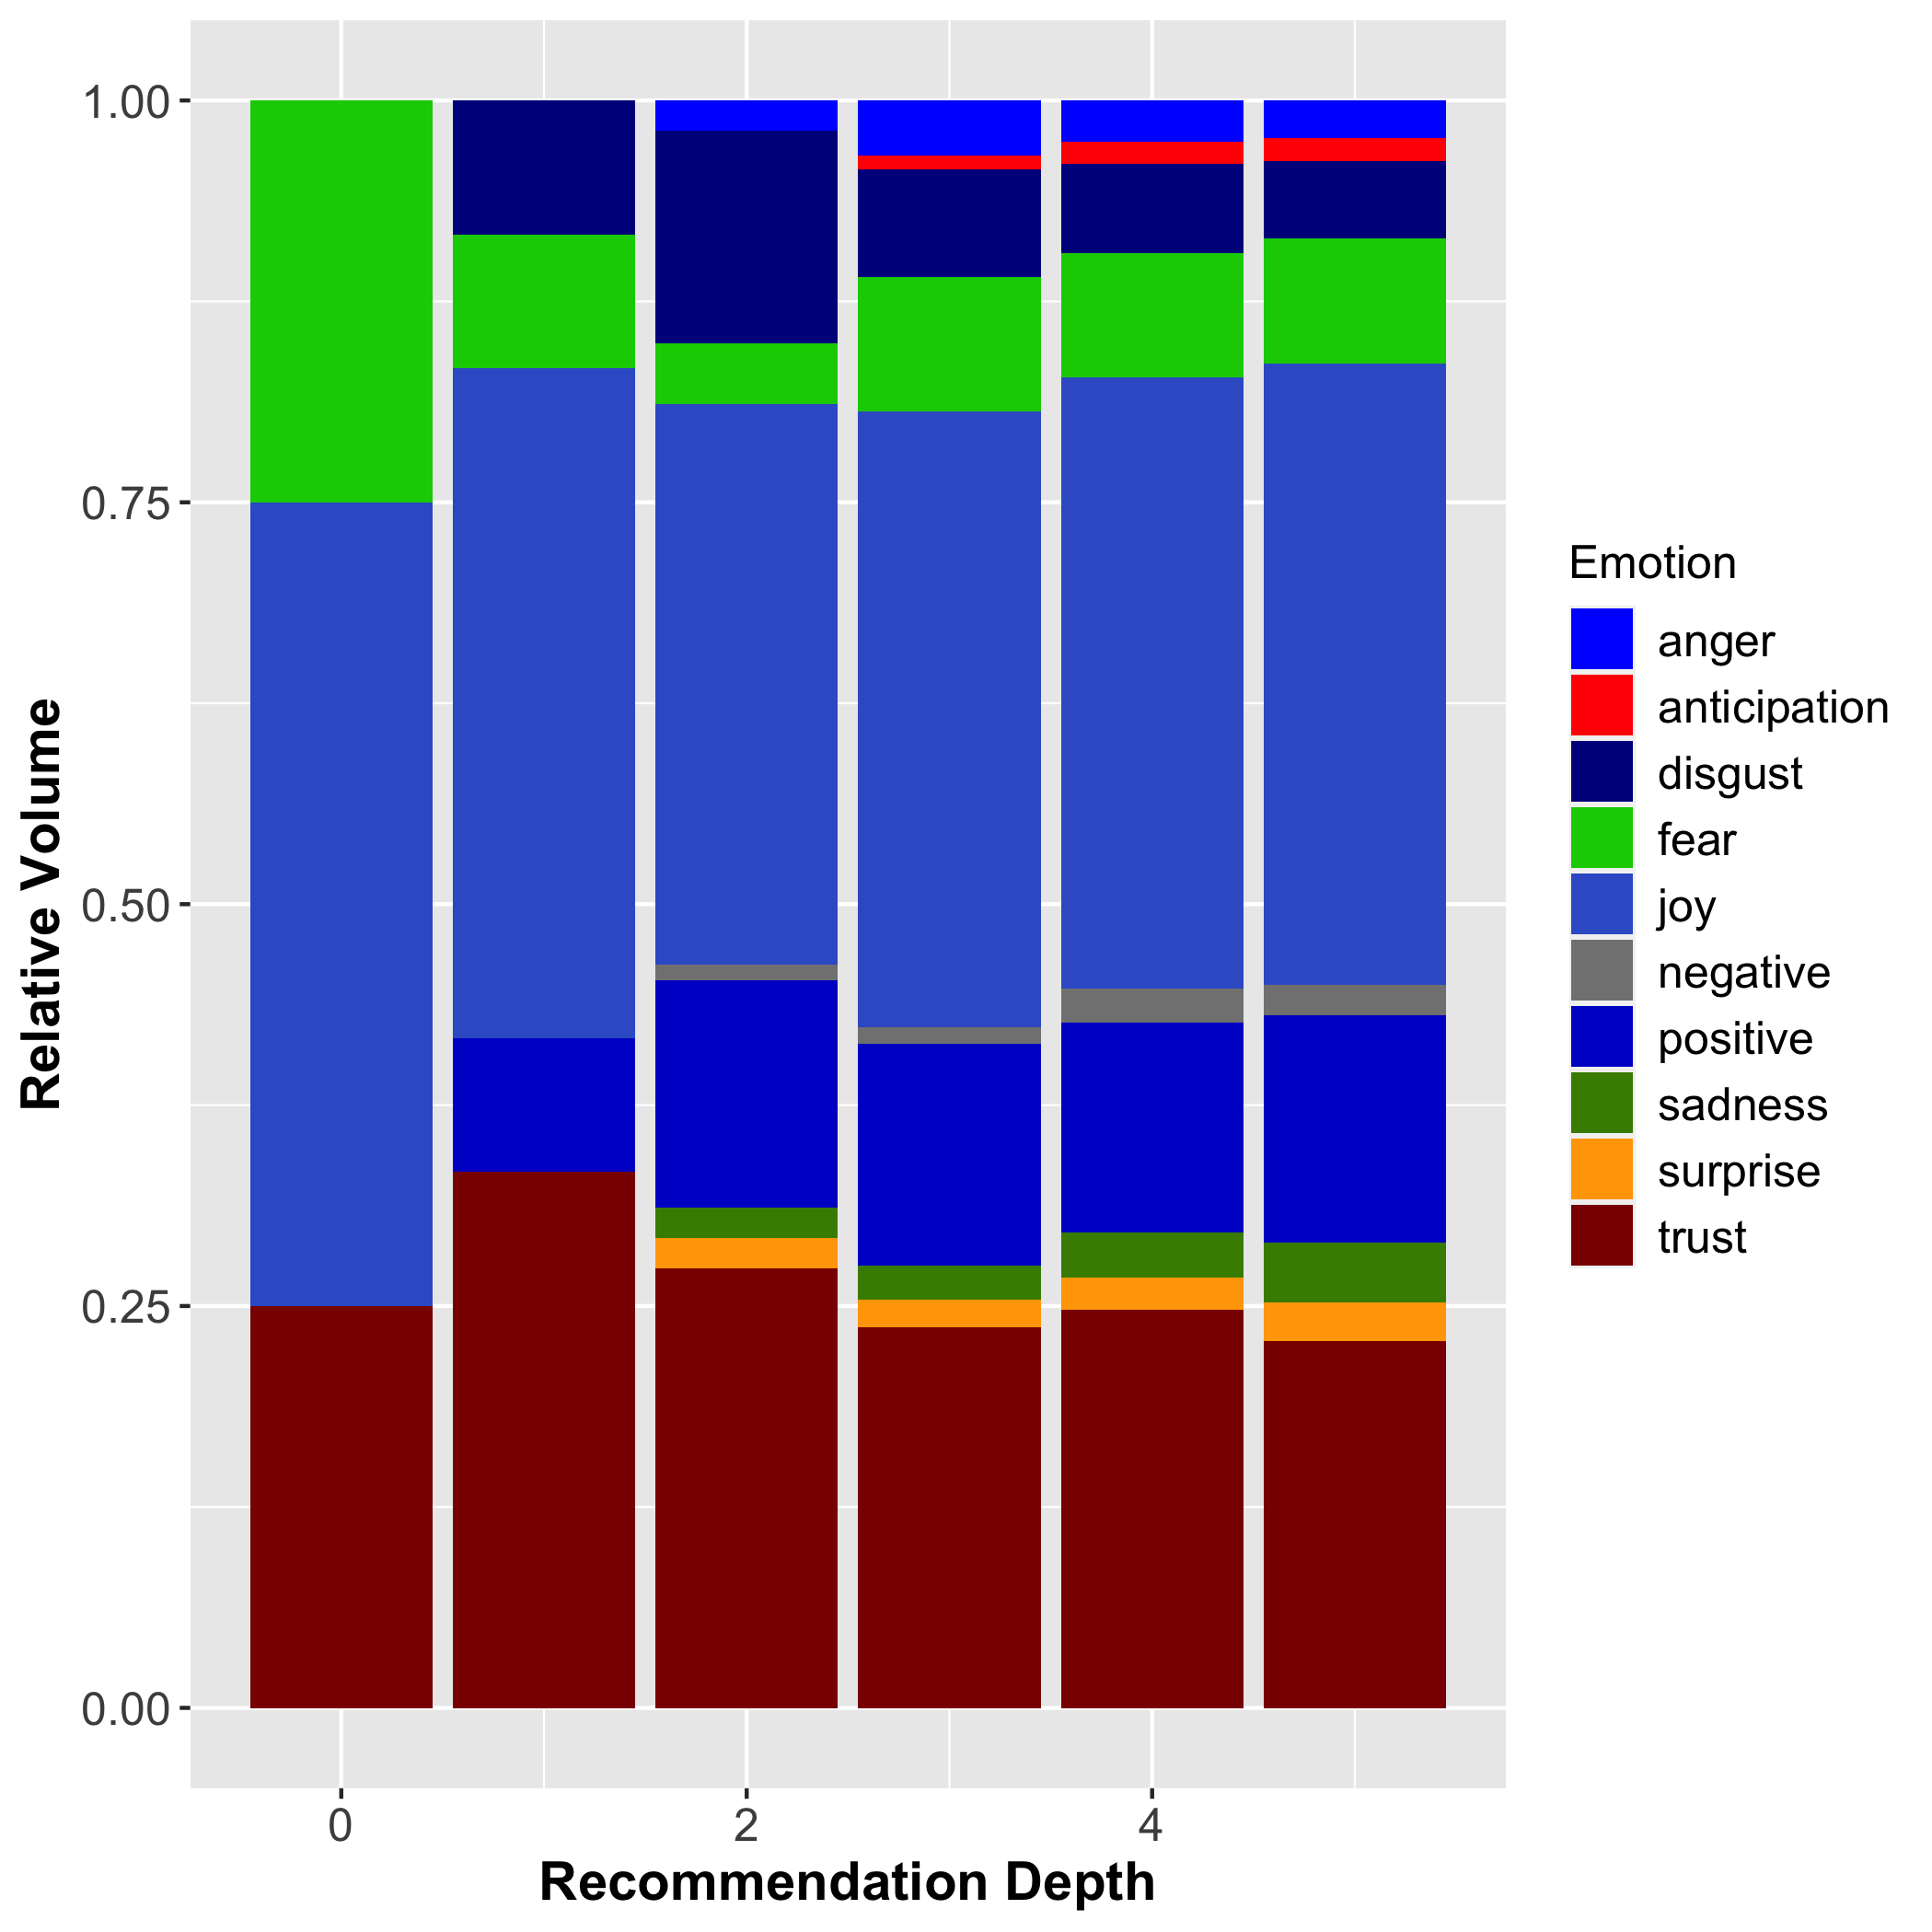 1.00
0.75
0.50
0.25
0.00
Relative Volume
0
2
4
Recommendation Depth
Emotion
anger
anticipation
disgust
fear
joy
negative
positive
sadness
surprise
trust